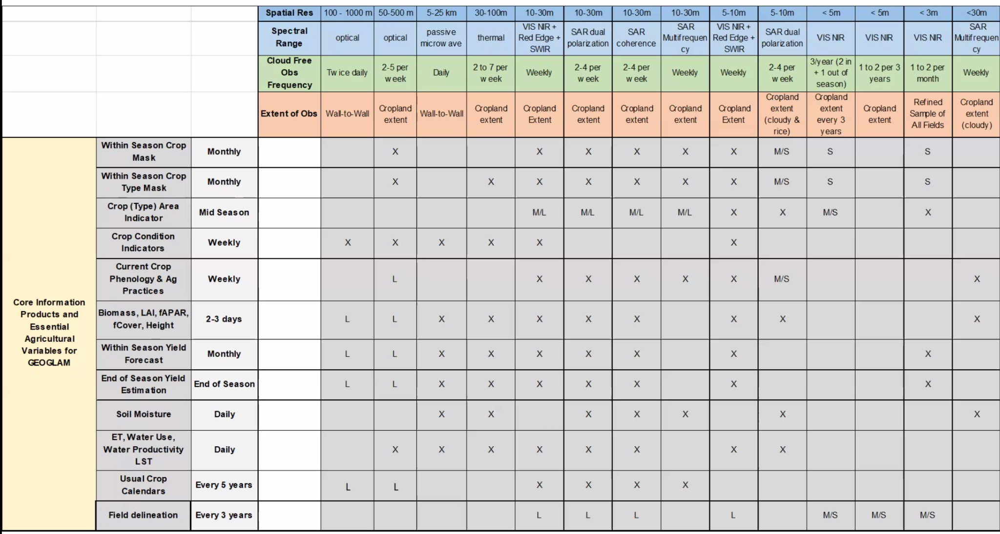 Spatial Res 100 - 1000 m 50-500 m 5-25 km 30-100m 10-30m 10-30m 10-30m 10-30m 5-10m 5-10m < 5m < 5m < 3m <30m
Spectral Range optical optical passive microwave thermal VIS NIR + Red Edge + SWIR SAR dual polarization SAR coherence SAR Multifrequency VIS NIR + Red Edge + SWIR SAR dual polarization VIS NIR VIS NIR VIS NIR SAR Multifrequency
Cloud Free Obs Frequency Twice daily 2-5 per week Daily 2 to 7 per week Weekly 2-4 per week 2-4 per week Weekly Weekly 2-4 per week 3/year (2 in + 1 out of season) 1 to 2 per 3 years 1 to 2 per month Weekly
Extent of Obs Wall-to-Wall Cropland extent Wall-to-Wall Cropland extent Cropland Extent Cropland extent Cropland extent Cropland extent Cropland Extent Cropland extent (cloudy & rice) Cropland extent every 3 years Cropland extent Refined Sample of All Fields Cropland extent (cloudy)
Core Information Products and Essential Agricultural Variables for GEOGLAM
Within Season Crop Mask Monthly X X X X X X M/S S S
Within Season Crop Type Mask Monthly X X X X X X X M/S S S
Crop (Type) Area Indicator Mid Season M/L M/L M/L M/L X X M/S X
Crop Condition Indicators Weekly X X X X X X
Current Crop Phenology & Ag Practices Weekly L X X X X X M/S X
Biomass, LAI, fAPAR, fCover, Height 2-3 days L L X X X X X X X X
Within Season Yield Forecast Monthly L L X X X X X X X
End of Season Yield Estimation End of Season L L X X X X X X X
Soil Moisture Daily X X X X X X X
ET, Water Use, Water Productivity LST Daily X X X X X X X X
Usual Crop Calendars Every 5 years L L X X X X
Field delineation Every 3 years L L L L M/S M/S M/S